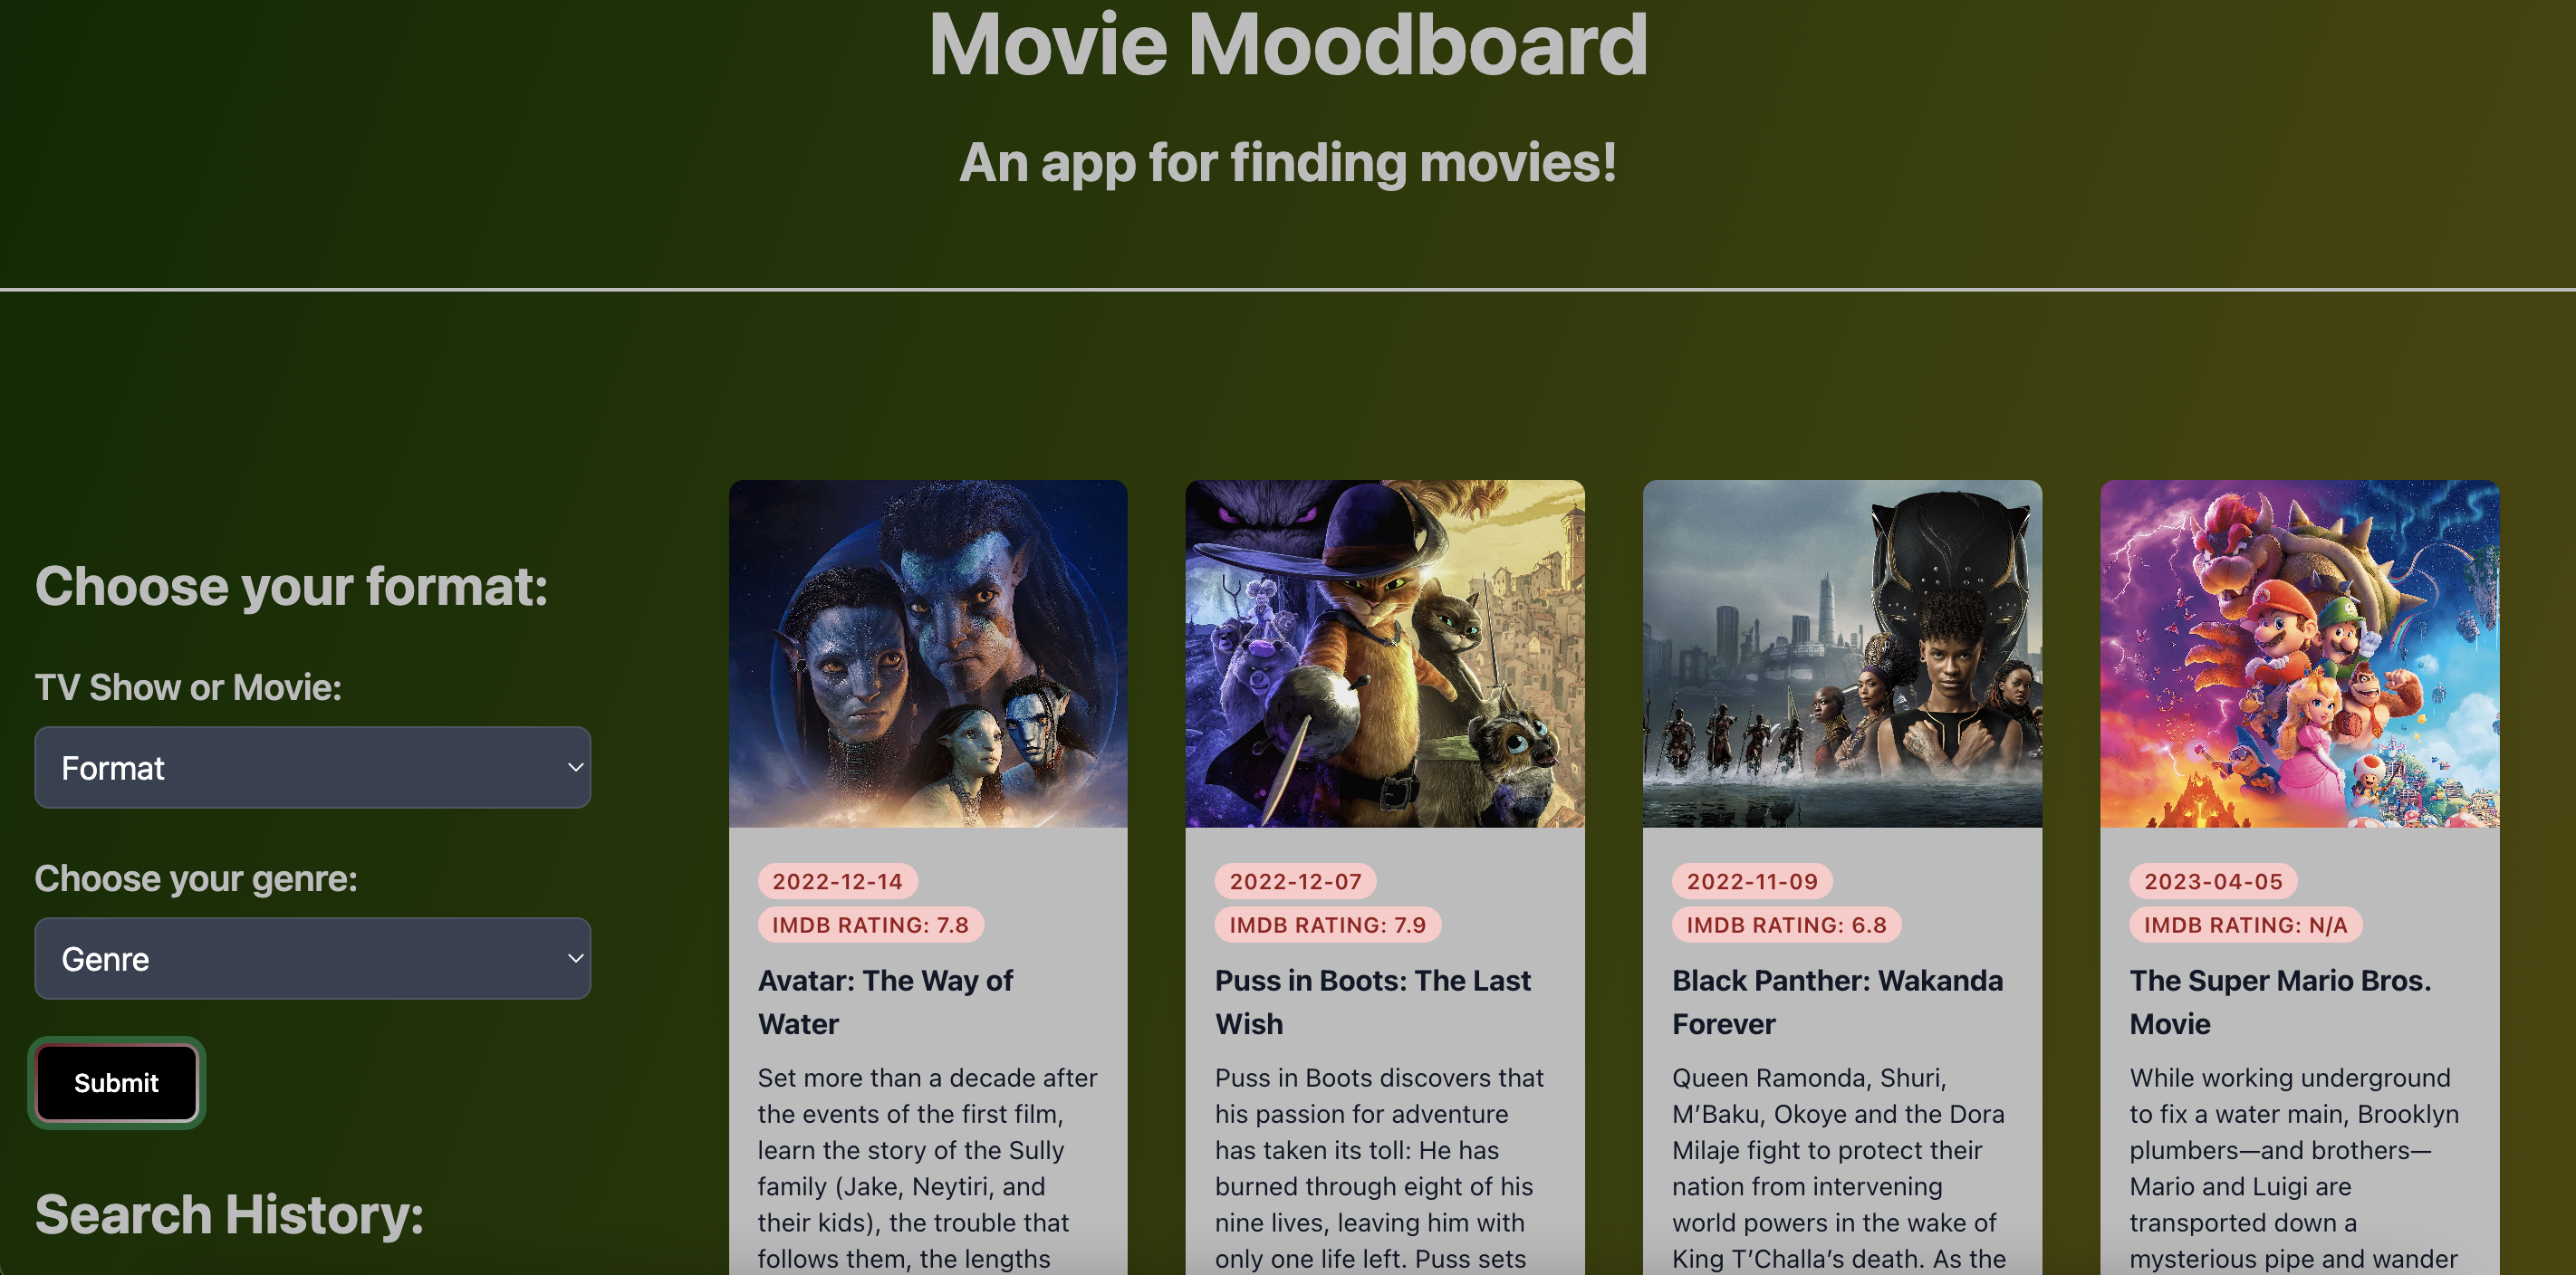 Movie Moodboard
An app for finding movies!
Choose your format:
TV Show or Movie:
Format
Choose your genre:
Genre
Submit
Search History:
2022-12-14
IMDB RATING: 7.8
Avatar: The Way of
Water
Set more than a decade after
the events of the first film,
learn the story of the Sully
family (Jake, Neytiri, and
their kids), the trouble that
follows them, the lengths
2022-12-07
IMDB RATING: 7.9
Puss in Boots: The Last
Wish
Puss in Boots discovers that
his passion for adventure
has taken its toll: He has
burned through eight of his
nine lives, leaving him with
only one life left. Puss sets
2022-11-09
IMDB RATING: 6.8
Black Panther: Wakanda
Forever
Queen Ramonda, Shuri,
M’Baku, Okoye and the Dora
Milaje fight to protect their
nation from intervening
world powers in the wake of
King T’Challa’s death. As the
2023-04-05
IMDB RATING: N/A
The Super Mario Bros.
Movie
While working underground
to fix a water main, Brooklyn
plumbers—and brothers—
Mario and Luigi are
transported down a
mysterious pipe and wander